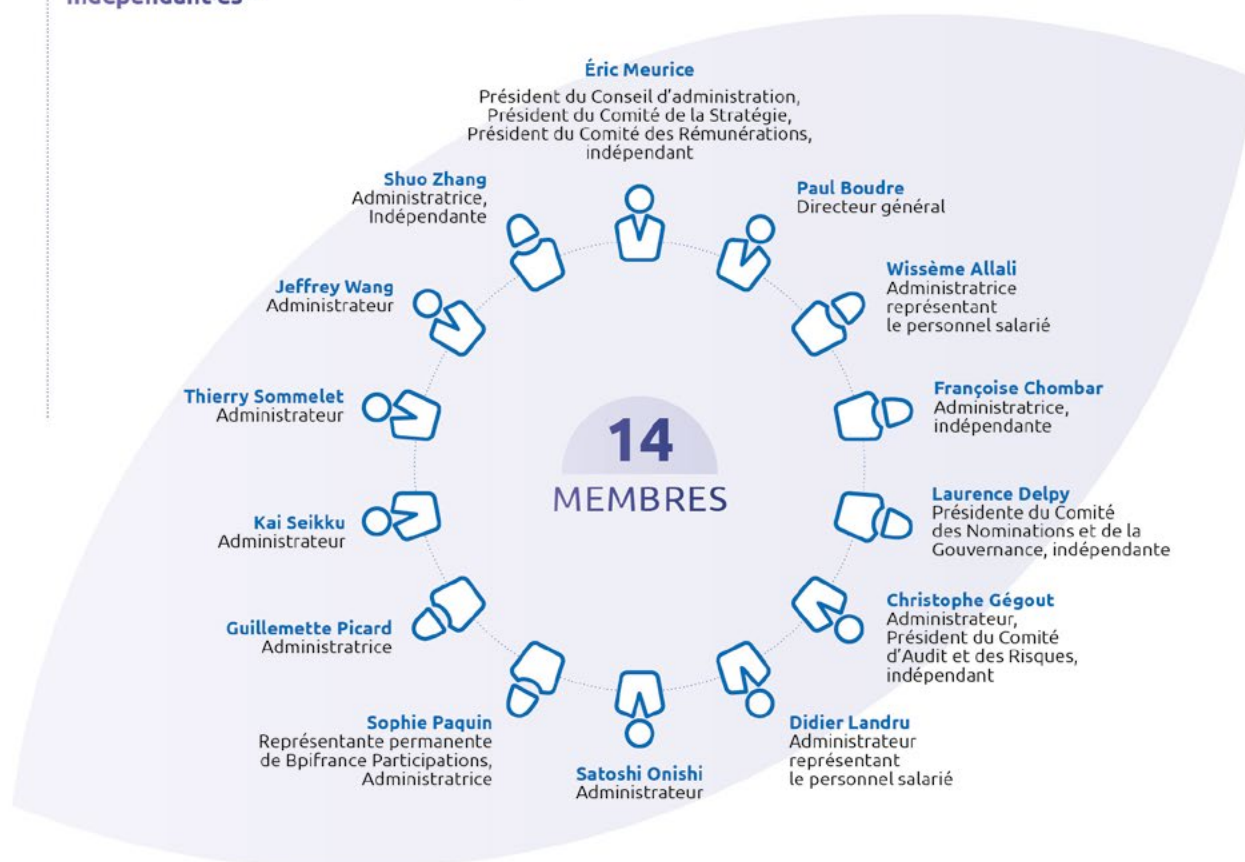 indépendant·es
Éric Meurice
Président du Conseil d'administration,
Président du Comité de la Stratégie,
Président du Comité des Rémunérations,
indépendant
Paul Boudre
Directeur général
Wissème Allali
Administratrice
représentant
le personnel salarié
Françoise Chombar
Administratrice,
indépendante
Laurence Delpy
Présidente du Comité
des Nominations et de la
Gouvernance, indépendante
Christophe Gégout
Administrateur,
Président du Comité
d'Audit et des Risques,
indépendant
Didier Landru
Administrateur
représentant
le personnel salarié
Satoshi Onishi
Administrateur
Sophie Paquin
Représentante permanente
de Bpifrance Participations,
Administratrice
Guillemette Picard
Administratrice
Kai Seikku
Administrateur
Thierry Sommelet
Administrateur
Jeffrey Wang
Administrateur
Shuo Zhang
Administratrice,
Indépendante
14
MEMBRES